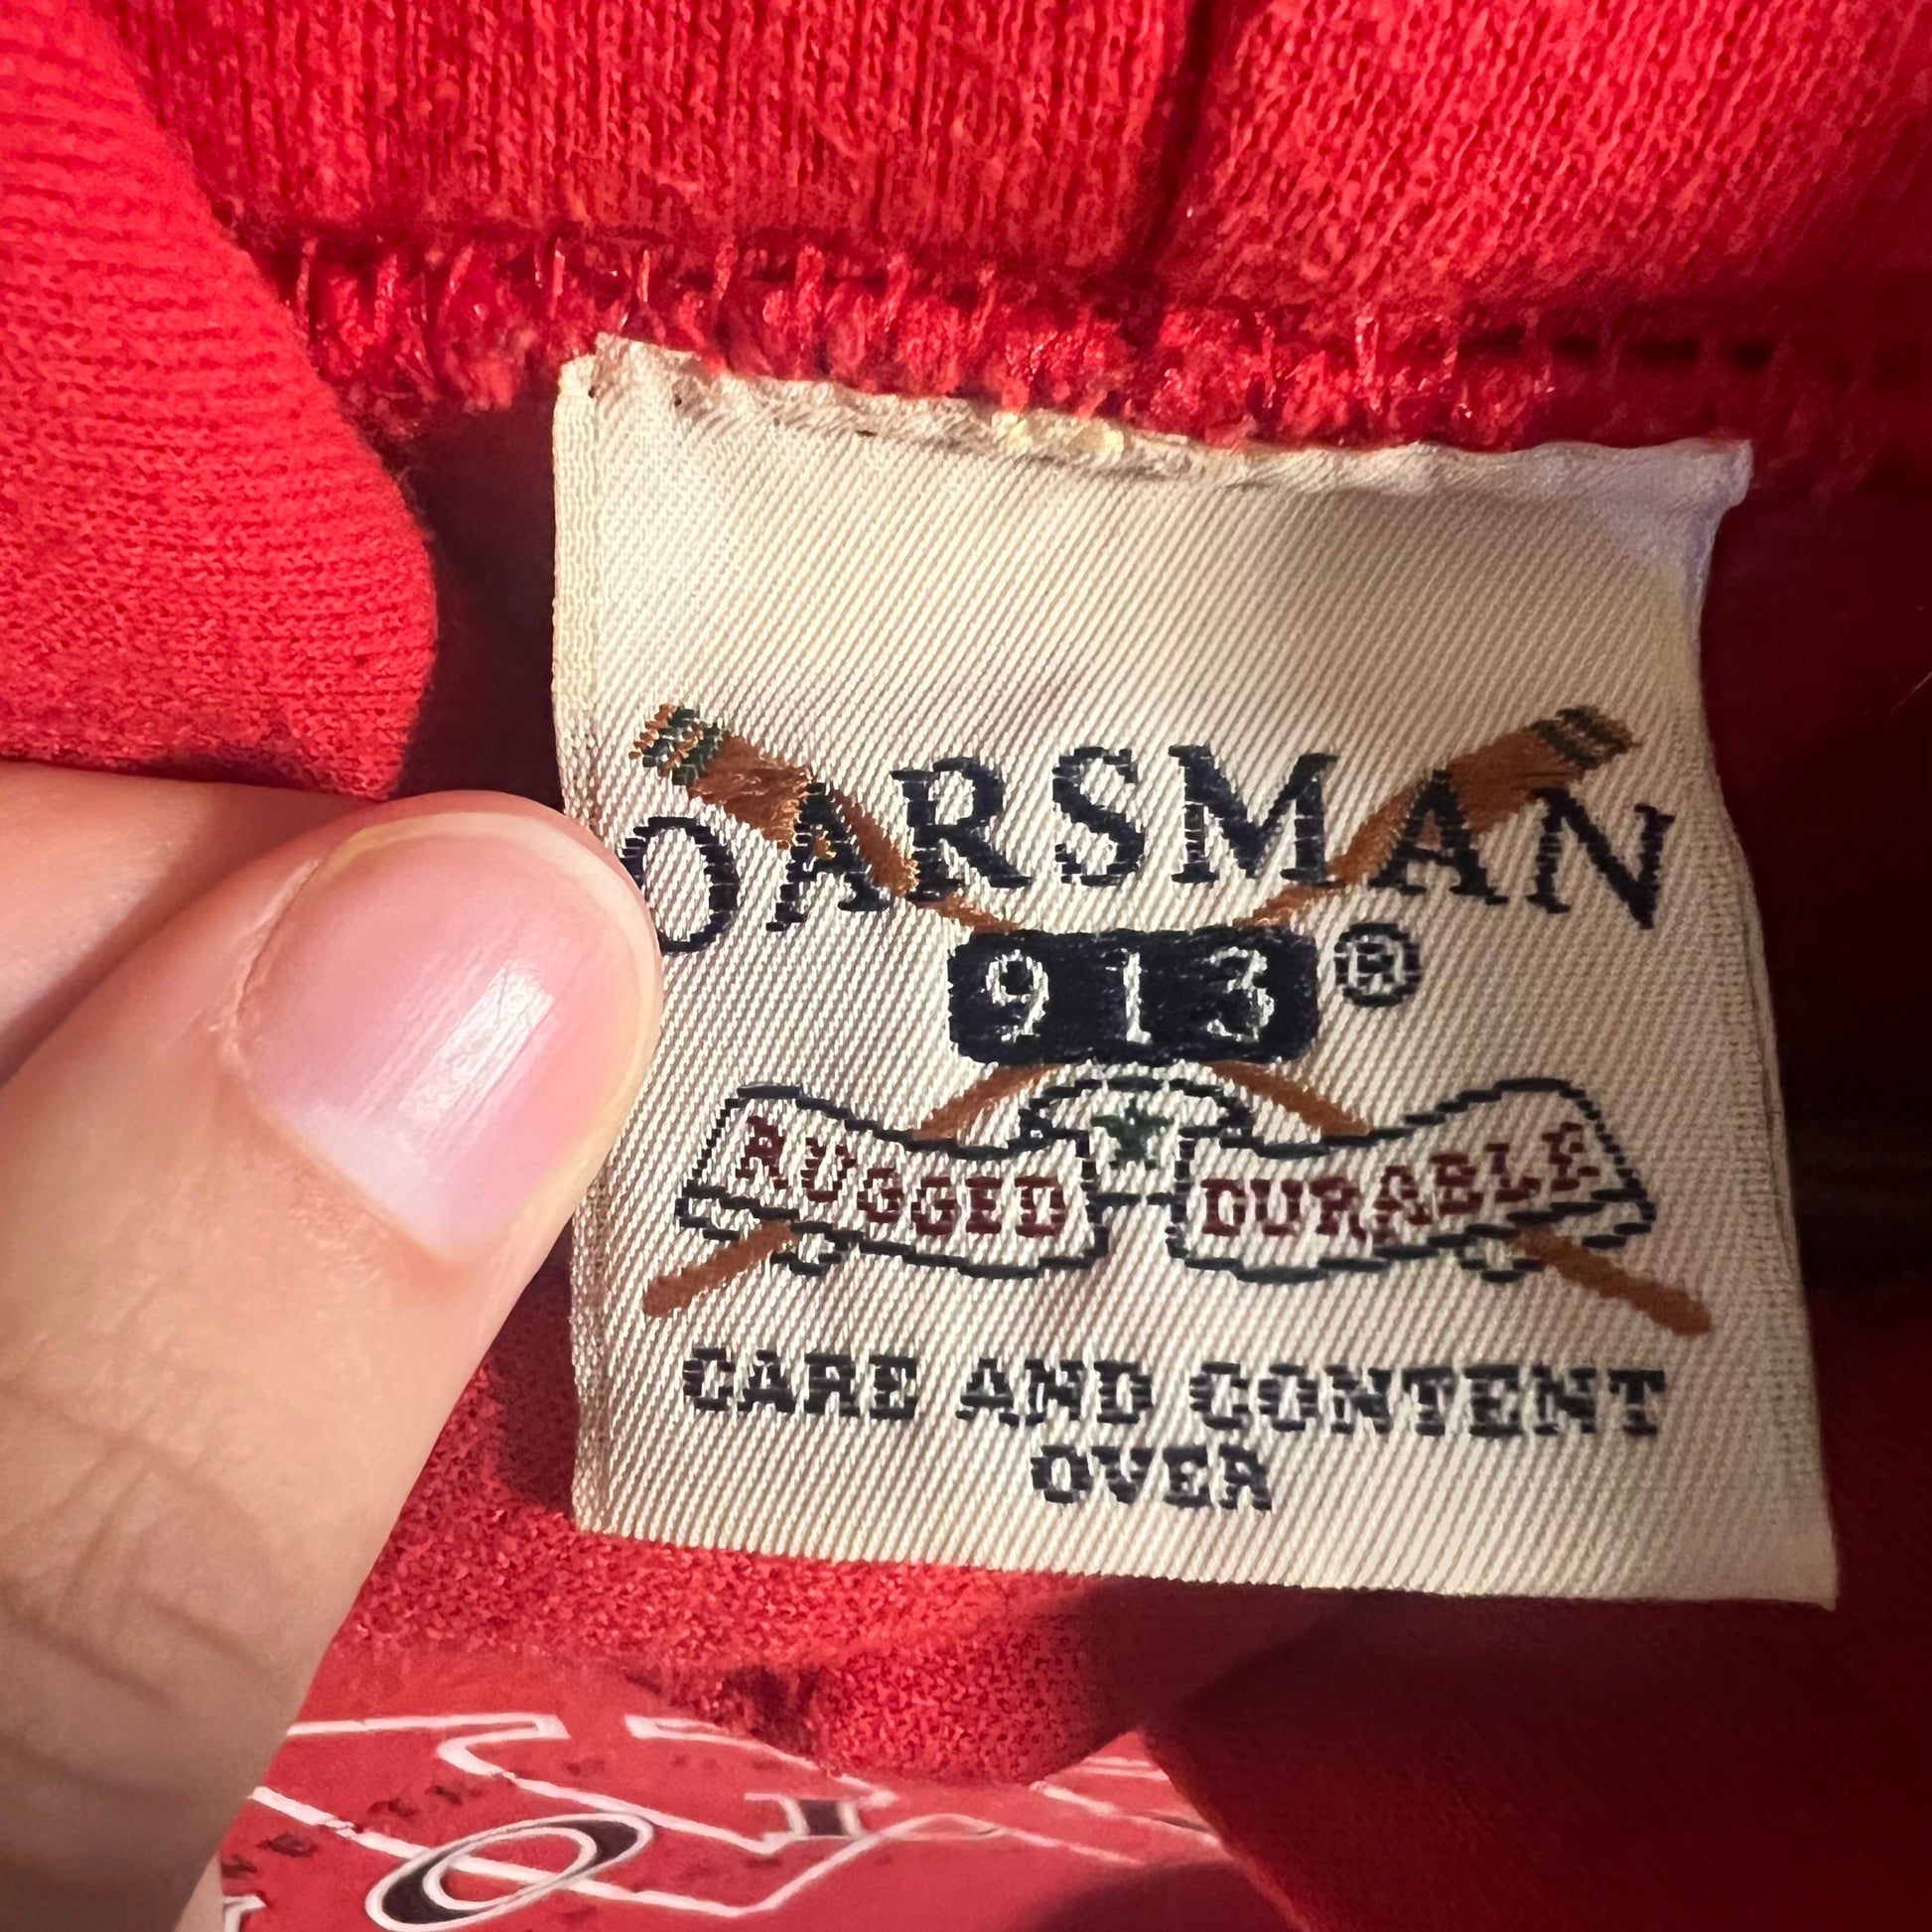 OARSMAN
913®
RUGGED DURABLE
CARE AND CONTENT
OVER